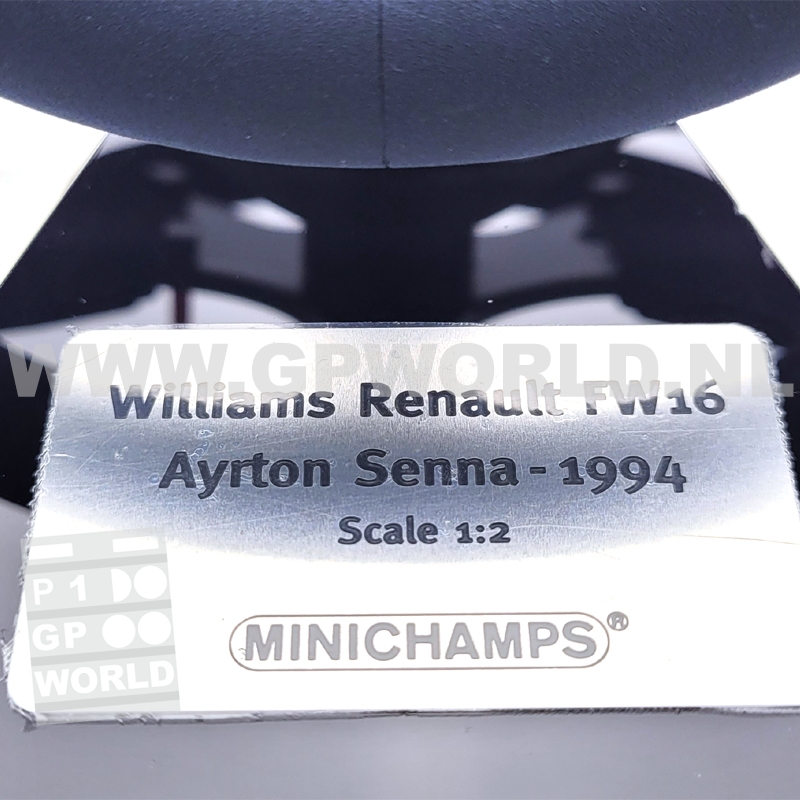 WWW.GPWORLD.NL
Williams Renault FW16
Ayrton Senna - 1994
Scale 1:2
MINICHAMPS®
P 1
GP
WORLD